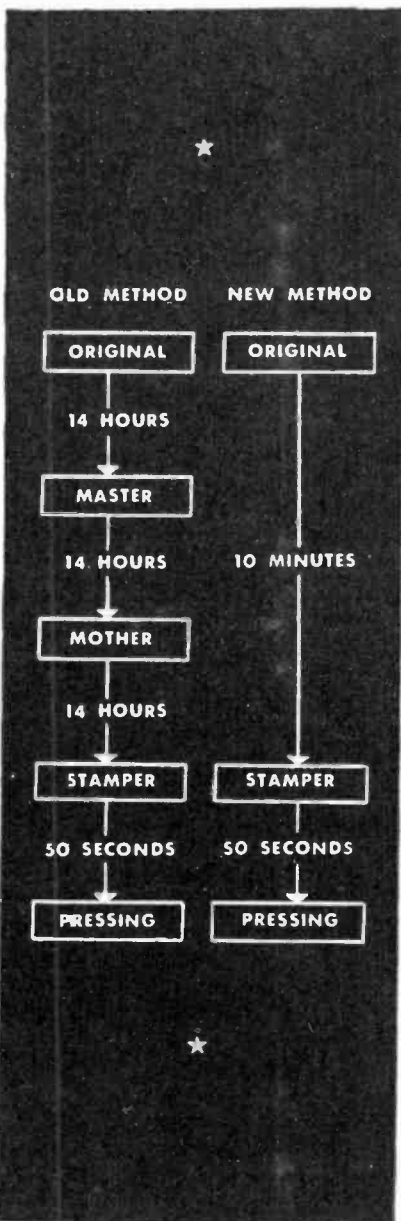 OLD METHOD NEW METHOD
ORIGINAL ORIGINAL
14 HOURS
MASTER
14 HOURS 10 MINUTES
MOTHER
14 HOURS
STAMPER STAMPER
50 SECONDS 50 SECONDS
PRESSING PRESSING